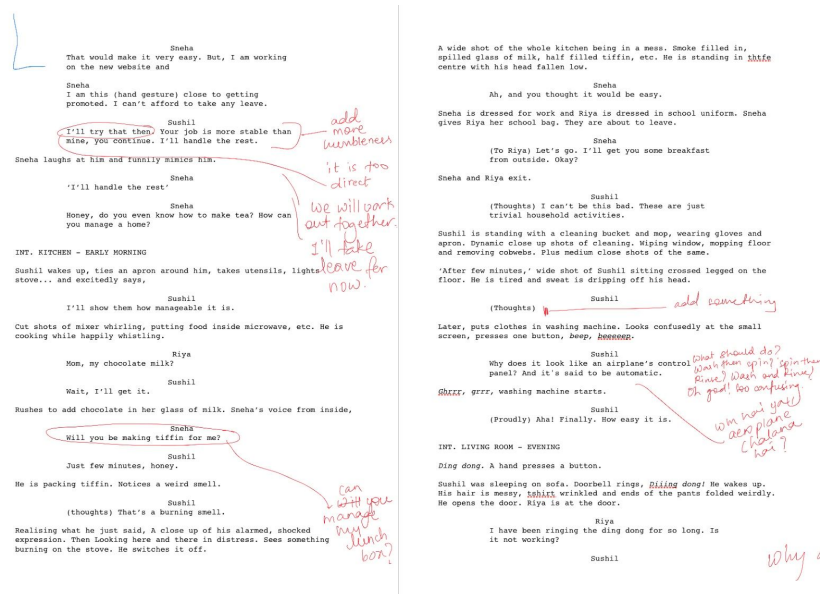 Sneha
That would make it very easy. But, I am working
on the new website and
Sneha
I am this (hand gesture) close to getting
promoted. I can't afford to take any leave.
Sushil
I'll try that then. Your job is more stable than
mine, you continue. I'll handle the rest.
add
more
humbleness
Sneha laughs at him and funnily mimics him.
it is too
direct
Sneha
'I'll handle the rest'
Sneha
Honey, do you even know how to make tea? How can
you manage a home?
we will work
out together.
I'll take
leave for
now.
INT. KITCHEN - EARLY MORNING
Sushil wakes up, ties an apron around him, takes utensils, lights
stove... and excitedly says,
Sushil
I'll show them how manageable it is.
Cut shots of mixer whirling, putting food inside microwave, etc. He is
cooking while happily whistling.
Riya
Mom, my chocolate milk?
Sushil
Wait, I'll get it.
Rushes to add chocolate in her glass of milk. Sneha's voice from inside,
Sneha
Will you be making tiffin for me?
Sushil
Just few minutes, honey.
He is packing tiffin. Notices a weird smell.
Sushil
(thoughts) That's a burning smell.
can
will you
manage
my
lunch
box?
Realising what he just said, A close up of his alarmed, shocked
expression. Then Looking here and there in distress. Sees something
burning on the stove. He switches it off.
A wide shot of the whole kitchen being in a mess. Smoke filled in,
spilled glass of milk, half filled tiffin, etc. He is standing in thtfe
centre with his head fallen low.
Sneha
Ah, and you thought it would be easy.
Sneha is dressed for work and Riya is dressed in school uniform. Sneha
gives Riya her school bag. They are about to leave.
Sneha
(To Riya) Let's go. I'll get you some breakfast
from outside. Okay?
Sneha and Riya exit.
Sushil
(Thoughts) I can't be this bad. These are just
trivial household activities.
Sushil is standing with a cleaning bucket and mop, wearing gloves and
apron. Dynamic close up shots of cleaning. Wiping window, mopping floor
and removing cobwebs. Plus medium close shots of the same.
'After few minutes,' wide shot of Sushil sitting crossed legged on the
floor. He is tired and sweat is dripping off his head.
Sushil
(Thoughts)
add something
Later, puts clothes in washing machine. Looks confusedly at the small
screen, presses one button, beep, beeeeep.
Sushil
Why does it look like an airplane's control
panel? And it's said to be automatic.
What should do?
Wash then spin? spin then
Rinse? Wash and Rinse?
Oh god! too confusing.
Ghrrr, grrr, washing machine starts.
Sushil
(Proudly) Aha! Finally. How easy it is.
hai yaa
aeroplane
chalana
hai?
INT. LIVING ROOM - EVENING
Ding dong. A hand presses a button.
Sushil was sleeping on sofa. Doorbell rings, Diiing dong! He wakes up.
His hair is messy, tshirt wrinkled and ends of the pants folded weirdly.
He opens the door. Riya is at the door.
Riya
I have been ringing the ding dong for so long. Is
it not working?
Sushil
why